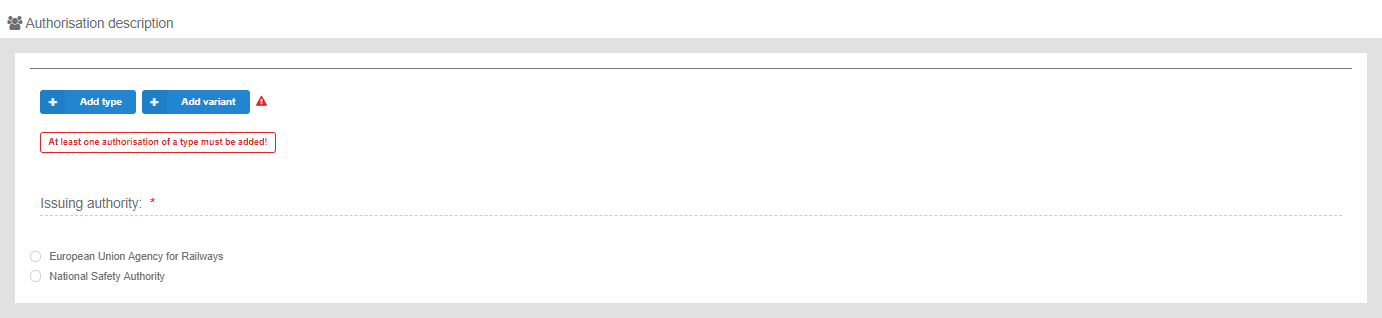 Authorisation description
Add type Add variant
At least one authorisation of a type must be added!
Issuing authority: *
European Union Agency for Railways
National Safety Authority